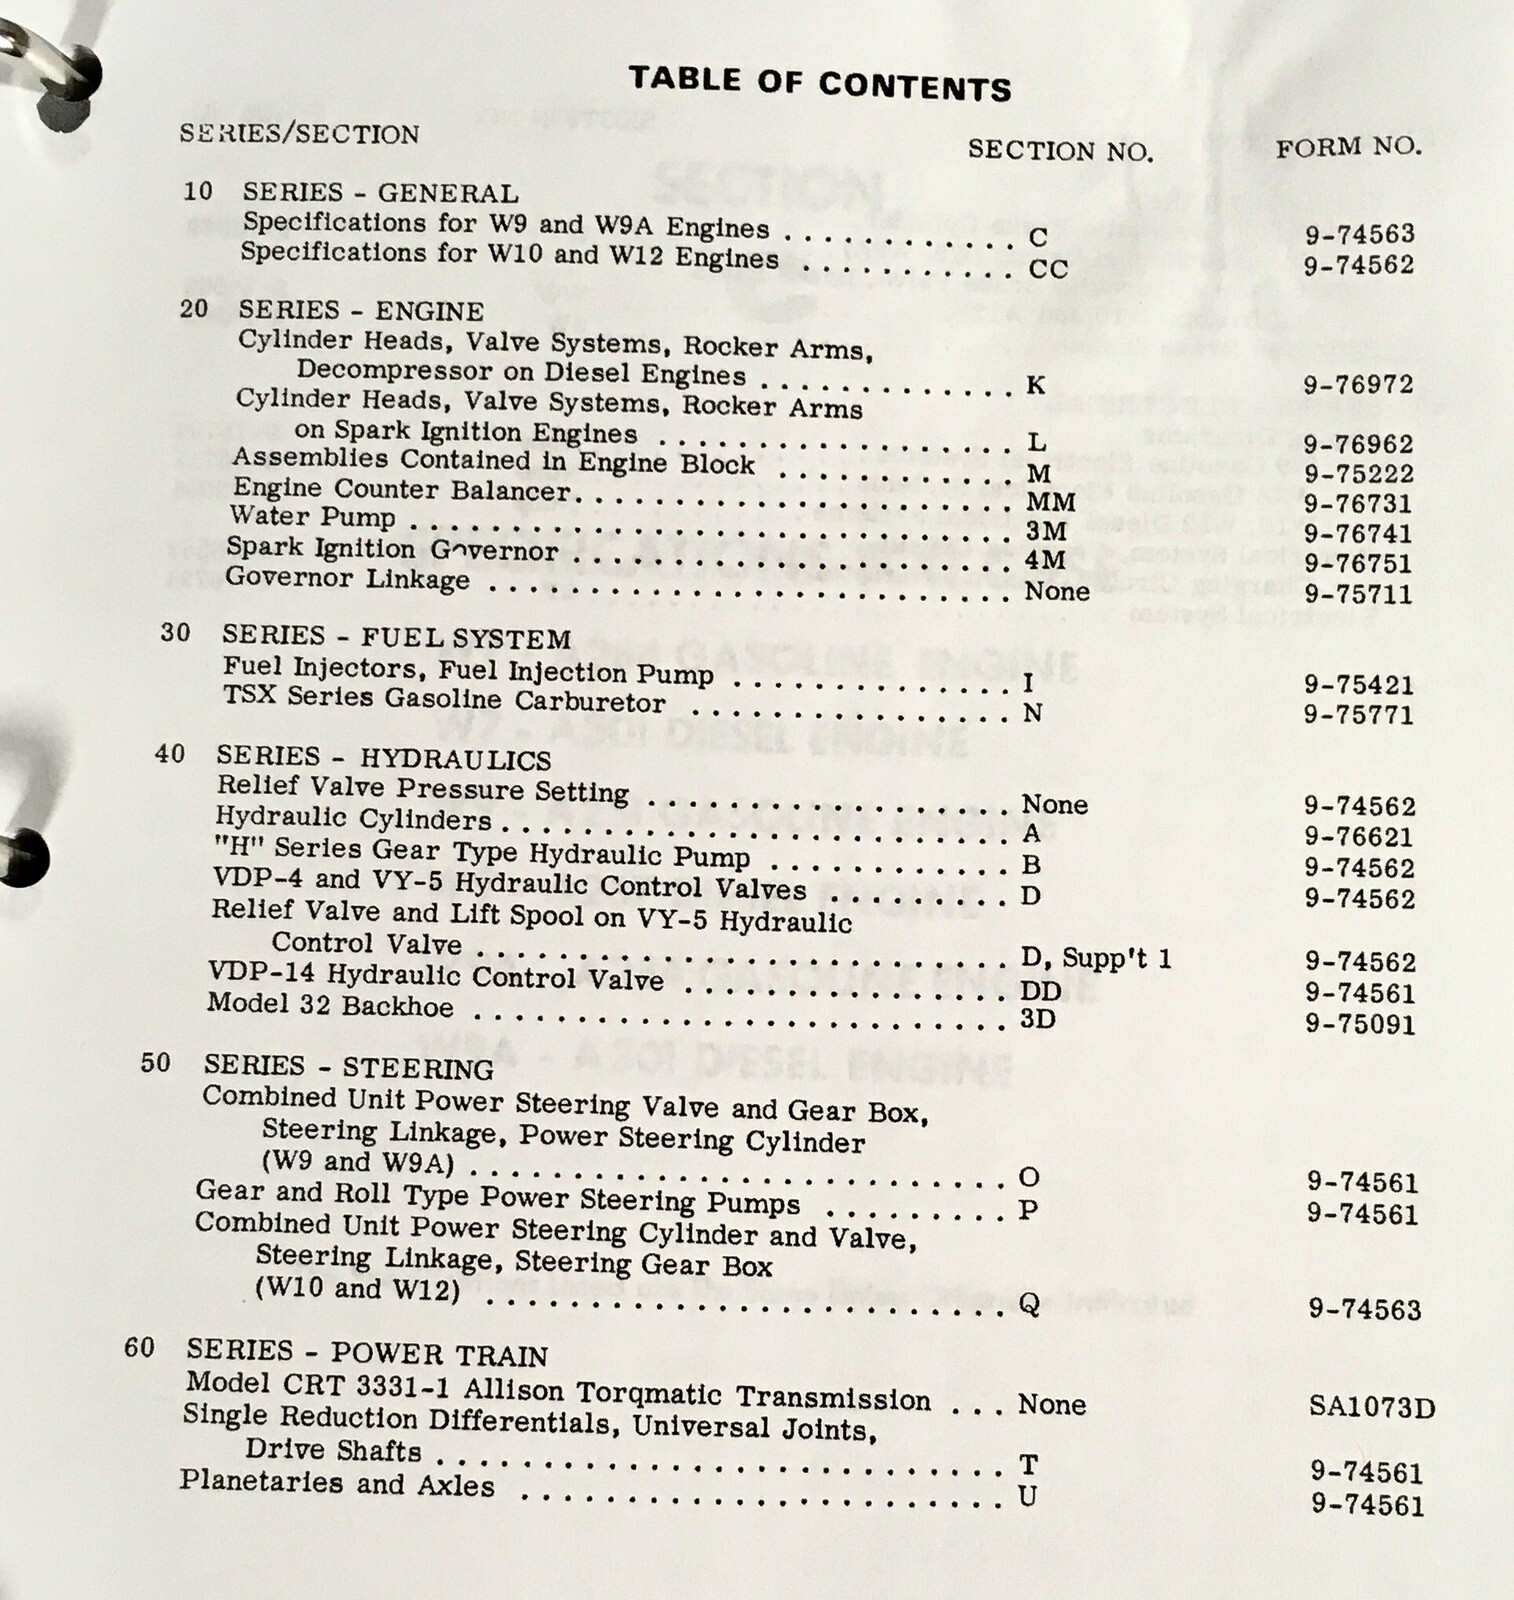 TABLE OF CONTENTS
SERIES/SECTION SECTION NO. FORM NO.
10 SERIES - GENERAL
Specifications for W9 and W9A Engines . . . . . . . . . . . . C 9-74563
Specifications for W10 and W12 Engines . . . . . . . . . . . CC 9-74562
20 SERIES - ENGINE
Cylinder Heads, Valve Systems, Rocker Arms,
Decompressor on Diesel Engines . . . . . . . . . . . . . K 9-76972
Cylinder Heads, Valve Systems, Rocker Arms
on Spark Ignition Engines . . . . . . . . . . . . . . . . . . L 9-76962
Assemblies Contained in Engine Block . . . . . . . . . . . . M 9-75222
Engine Counter Balancer. . . . . . . . . . . . . . . . . . . . . . MM 9-76731
Water Pump . . . . . . . . . . . . . . . . . . . . . . . . . . . . . . 3M 9-76741
Spark Ignition Governor . . . . . . . . . . . . . . . . . . . . . . 4M 9-76751
Governor Linkage . . . . . . . . . . . . . . . . . . . . . . . . . . None 9-75711
30 SERIES - FUEL SYSTEM
Fuel Injectors, Fuel Injection Pump . . . . . . . . . . . . . . I 9-75421
TSX Series Gasoline Carburetor . . . . . . . . . . . . . . . . N 9-75771
40 SERIES - HYDRAULICS
Relief Valve Pressure Setting . . . . . . . . . . . . . . . . . . None 9-74562
Hydraulic Cylinders . . . . . . . . . . . . . . . . . . . . . . . . . A 9-76621
"H" Series Gear Type Hydraulic Pump . . . . . . . . . . . . B 9-74562
VDP-4 and VY-5 Hydraulic Control Valves . . . . . . . . . D 9-74562
Relief Valve and Lift Spool on VY-5 Hydraulic
Control Valve . . . . . . . . . . . . . . . . . . . . . . . . . . D, Supp't 1 9-74562
VDP-14 Hydraulic Control Valve . . . . . . . . . . . . . . . . DD 9-74561
Model 32 Backhoe . . . . . . . . . . . . . . . . . . . . . . . . . . 3D 9-75091
50 SERIES - STEERING
Combined Unit Power Steering Valve and Gear Box,
Steering Linkage, Power Steering Cylinder
(W9 and W9A) . . . . . . . . . . . . . . . . . . . . . . . . . . O 9-74561
Gear and Roll Type Power Steering Pumps . . . . . . . . . P 9-74561
Combined Unit Power Steering Cylinder and Valve,
Steering Linkage, Steering Gear Box
(W10 and W12) . . . . . . . . . . . . . . . . . . . . . . . . . Q 9-74563
60 SERIES - POWER TRAIN
Model CRT 3331-1 Allison Torqmatic Transmission . . . None SA1073D
Single Reduction Differentials, Universal Joints,
Drive Shafts . . . . . . . . . . . . . . . . . . . . . . . . . . . . T 9-74561
Planetaries and Axles . . . . . . . . . . . . . . . . . . . . . . . U 9-74561